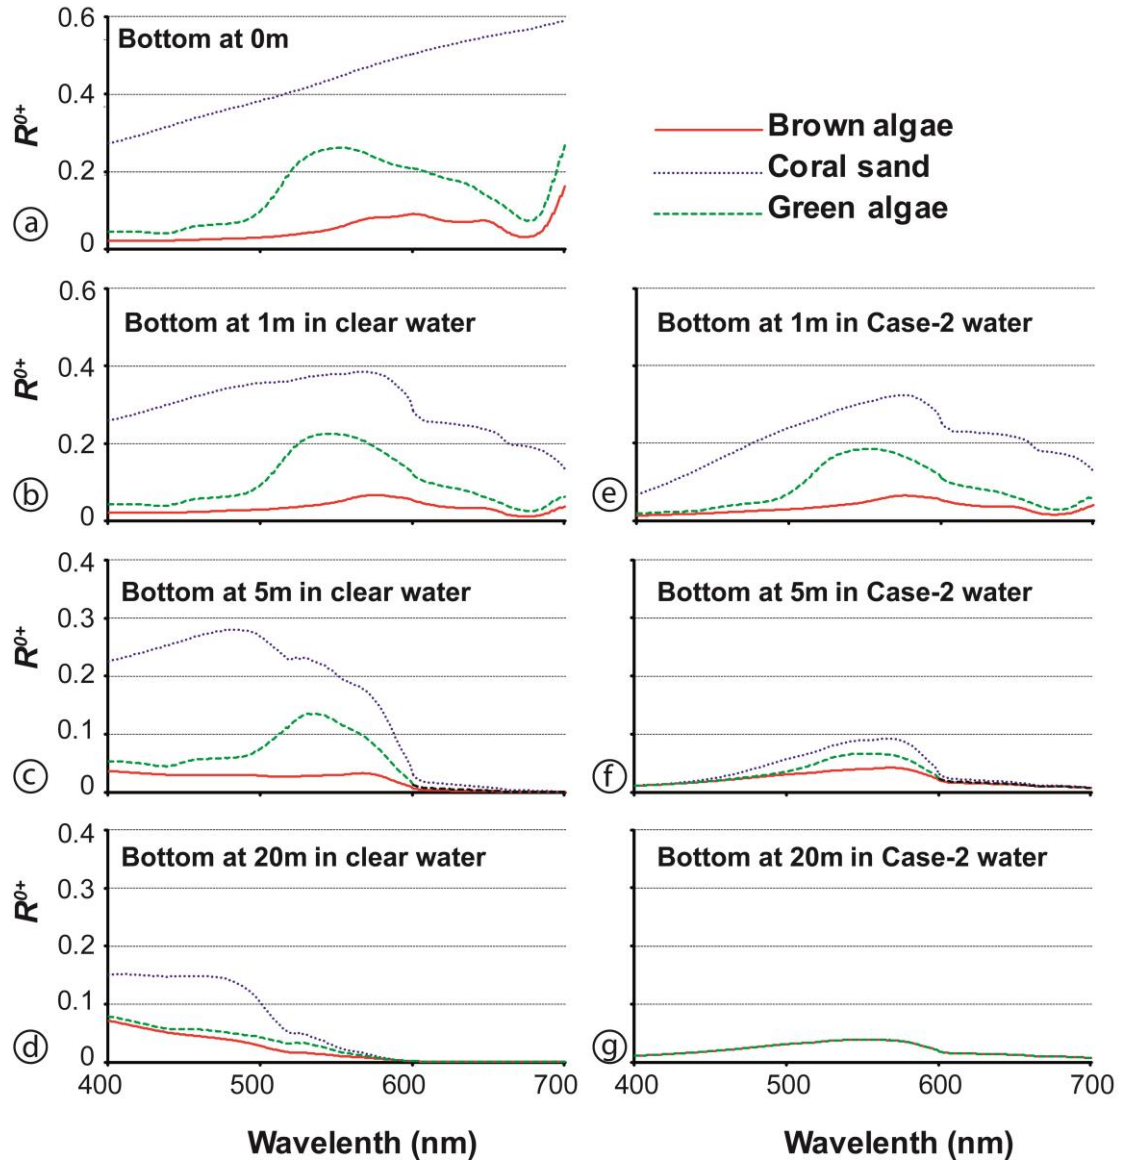 0.6
Bottom at 0m
0.4
R⁰⁺
0.2
a
0
Brown algae
Coral sand
Green algae
0.6
Bottom at 1m in clear water
0.4
R⁰⁺
0.2
b
0
Bottom at 1m in Case-2 water
e
0.4
Bottom at 5m in clear water
0.3
R⁰⁺
0.2
0.1
c
0
Bottom at 5m in Case-2 water
f
0.4
Bottom at 20m in clear water
0.3
R⁰⁺
0.2
0.1
d
0
400 500 600 700
Wavelenth (nm)
Bottom at 20m in Case-2 water
g
400 500 600 700
Wavelenth (nm)